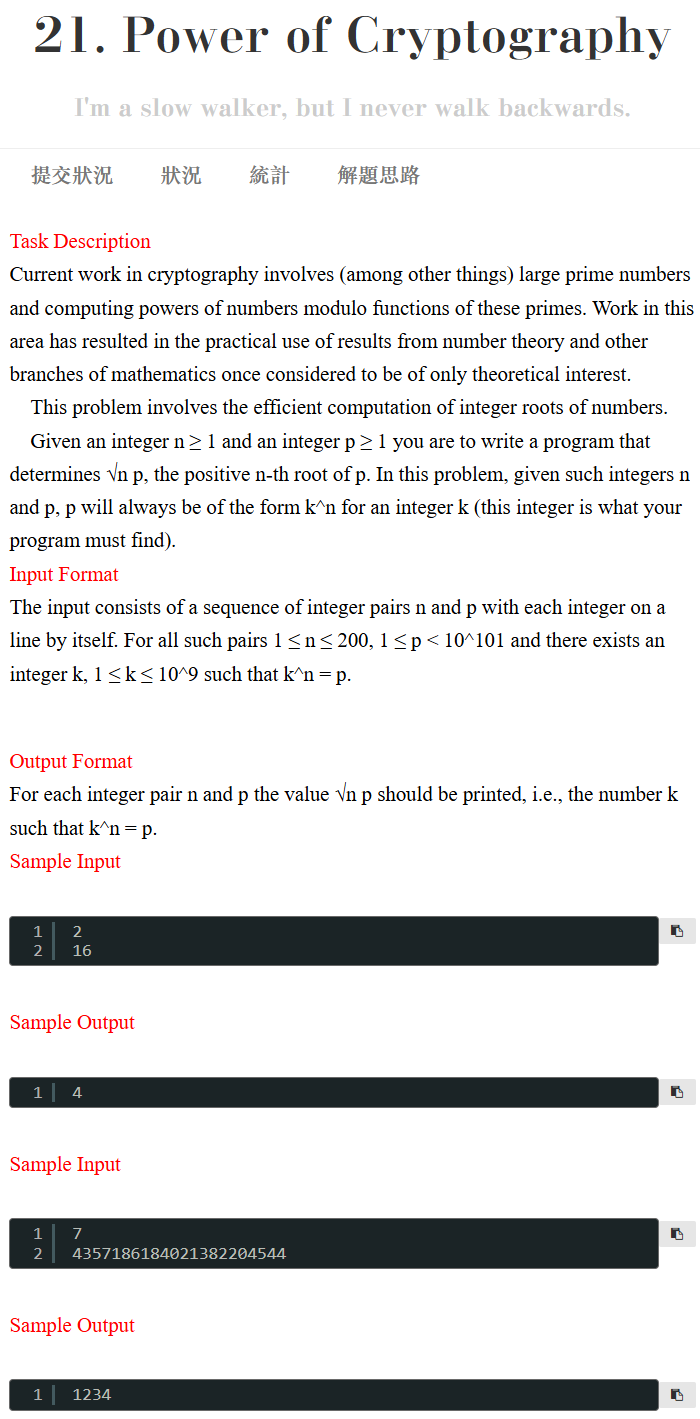 21. Power of Cryptography
I'm a slow walker, but I never walk backwards.
提交狀況 狀況 統計 解題思路
Task Description
Current work in cryptography involves (among other things) large prime numbers
and computing powers of numbers modulo functions of these primes. Work in this
area has resulted in the practical use of results from number theory and other
branches of mathematics once considered to be of only theoretical interest.
This problem involves the efficient computation of integer roots of numbers.
Given an integer n ≥ 1 and an integer p ≥ 1 you are to write a program that
determines √n p, the positive n-th root of p. In this problem, given such integers n
and p, p will always be of the form k^n for an integer k (this integer is what your
program must find).
Input Format
The input consists of a sequence of integer pairs n and p with each integer on a
line by itself. For all such pairs 1 ≤ n ≤ 200, 1 ≤ p < 10^101 and there exists an
integer k, 1 ≤ k ≤ 10^9 such that k^n = p.
Output Format
For each integer pair n and p the value √n p should be printed, i.e., the number k
such that k^n = p.
Sample Input
1 2
2 16
Sample Output
1 4
Sample Input
1 7
2 4357186184021382204544
Sample Output
1 1234